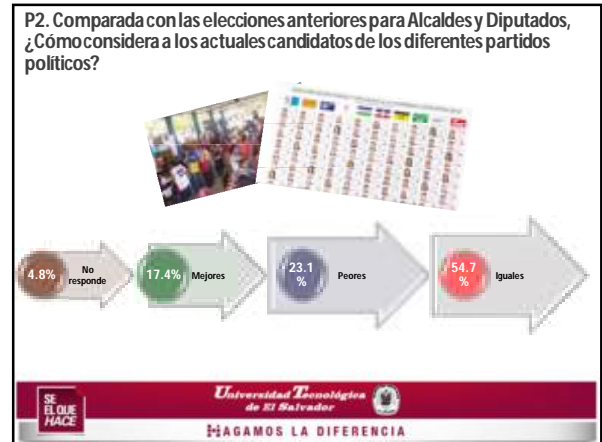 P2. Comparada con las elecciones anteriores para Alcaldes y Diputados,
¿Cómo considera a los actuales candidatos de los diferentes partidos
políticos?
4.8%
No
responde
17.4%
Mejores
23.1
%
Peores
54.7
%
Iguales
SE
EL QUE
HACE
Universidad Tecnológica
de El Salvador
HAGAMOS LA DIFERENCIA